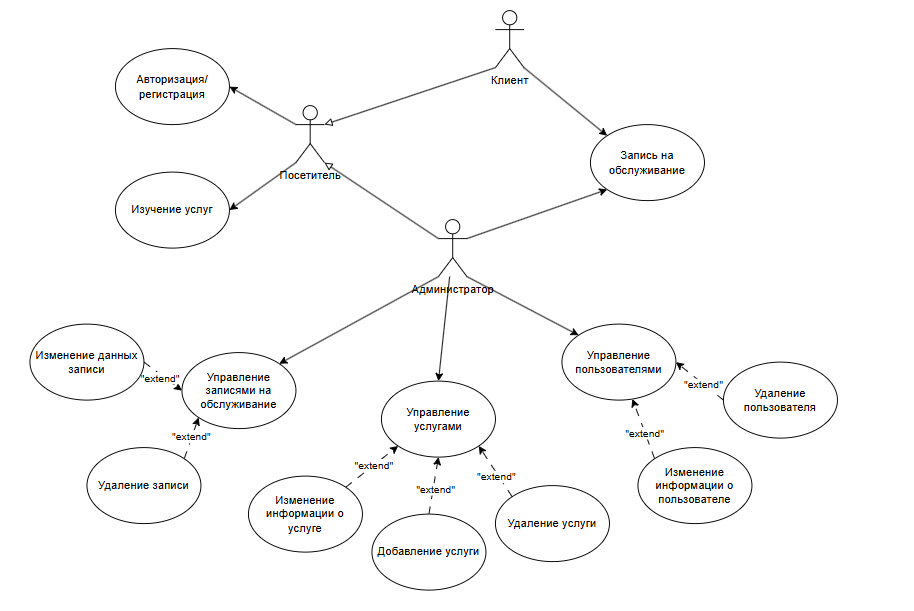 Клиент
Авторизация/
регистрация
Посетитель
Запись на
обслуживание
Изучение услуг
Администратор
Изменение данных
записи
"extend"
Управление
записями на
обслуживание
"extend"
Удаление записи
Управление
услугами
"extend"
Изменение
информации о
услуге
"extend"
Добавление услуги
"extend"
Удаление услуги
Управление
пользователями
"extend"
Удаление
пользователя
"extend"
Изменение
информации о
пользователе